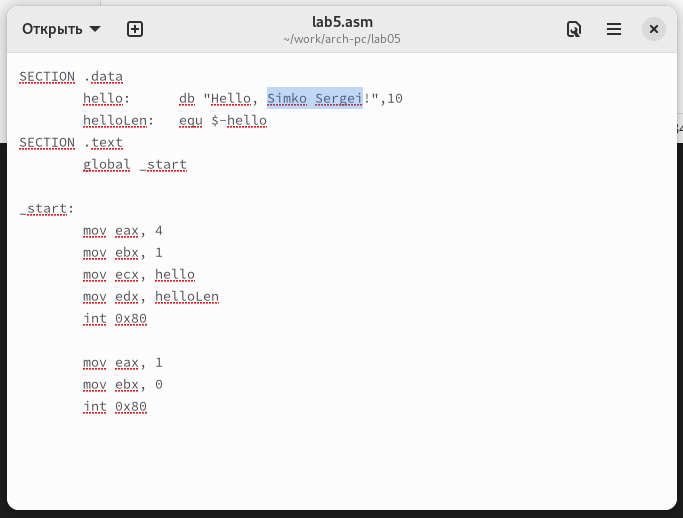 Открыть
lab5.asm
~/work/arch-pc/lab05
SECTION .data
hello: db "Hello, Simko Sergei!",10
helloLen: equ $-hello
SECTION .text
global _start
_start:
mov eax, 4
mov ebx, 1
mov ecx, hello
mov edx, helloLen
int 0x80
mov eax, 1
mov ebx, 0
int 0x80